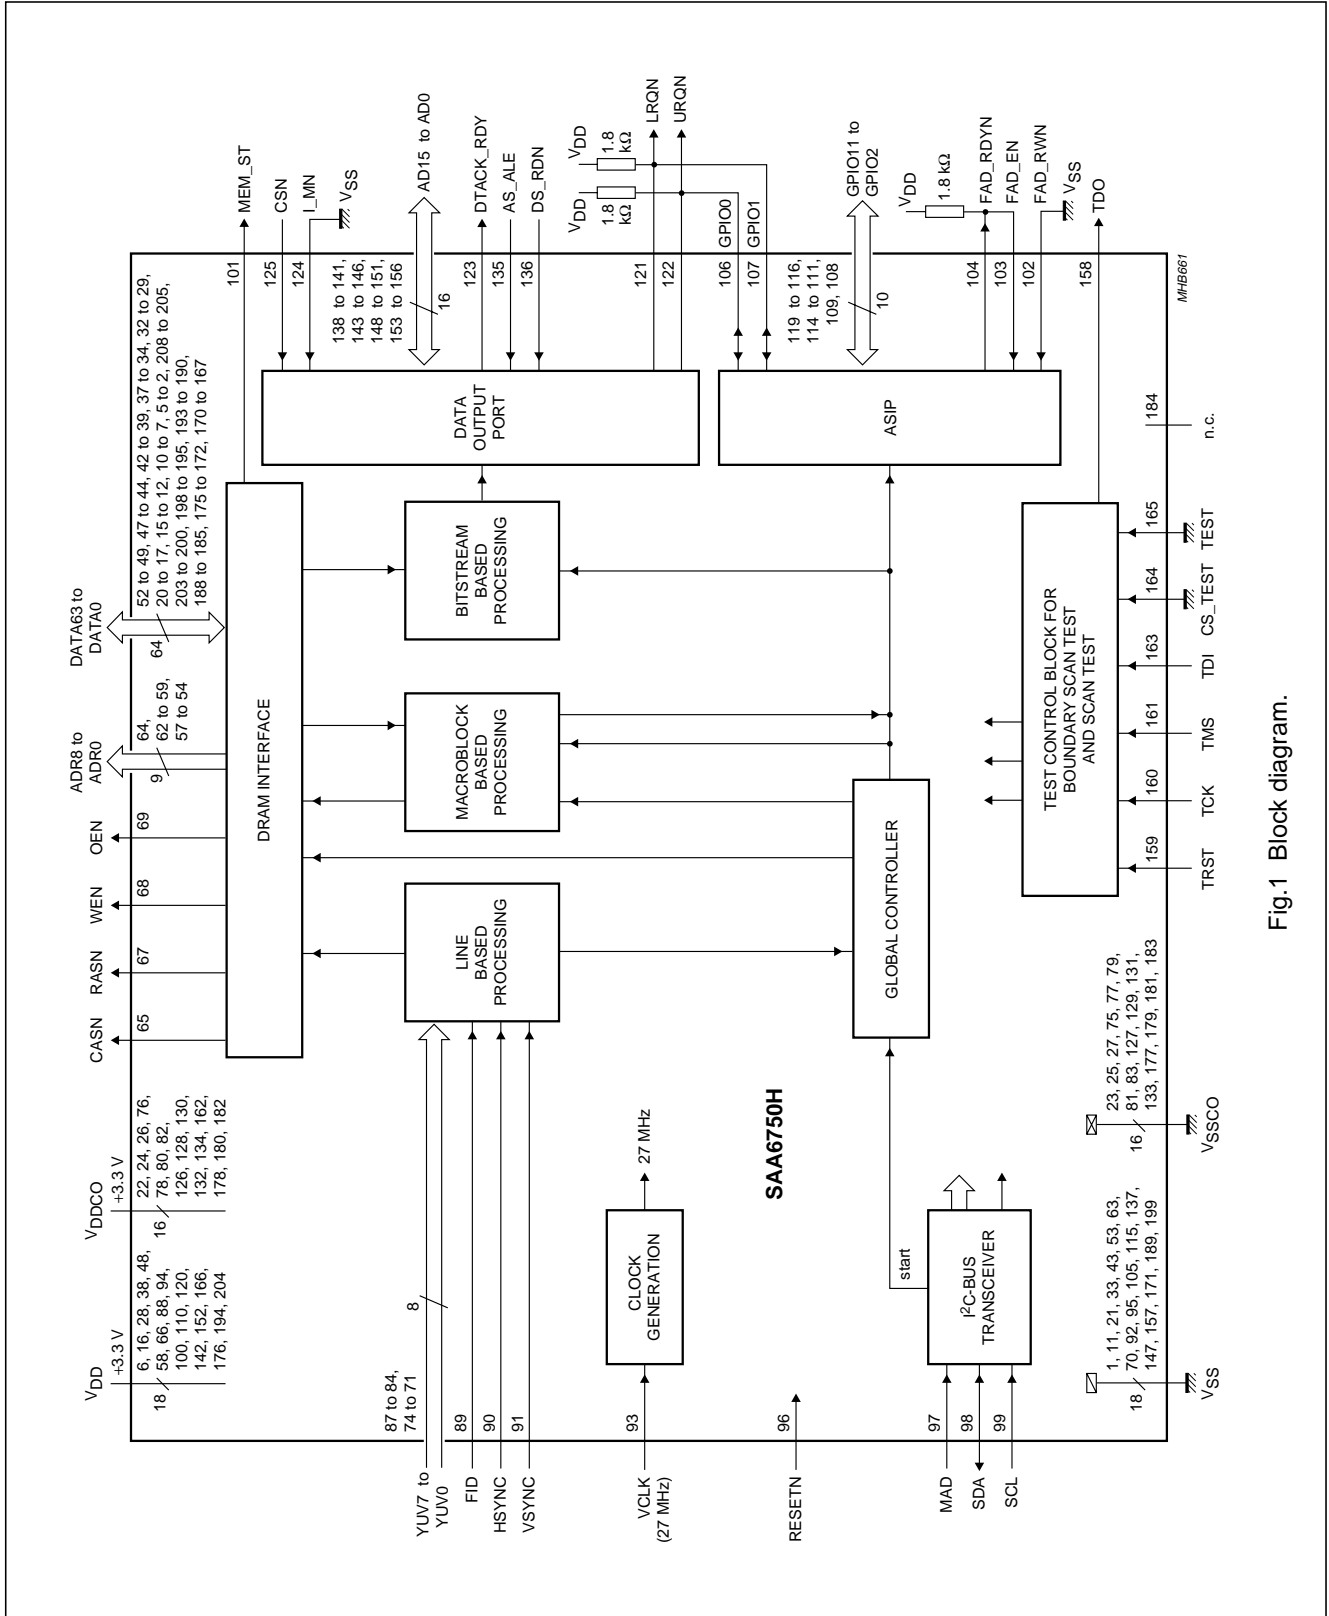 DATA63 to
DATA0
ADR8 to
ADR0
OEN
WEN
RASN
CASN
VDDCO
+3.3 V
VDD
+3.3 V
64
52 to 49, 47 to 44, 42 to 39, 37 to 34, 32 to 29,
20 to 17, 15 to 12, 10 to 7, 5 to 2, 208 to 205,
203 to 200, 198 to 195, 193 to 190,
188 to 185, 175 to 172, 170 to 167
9
64,
62 to 59,
57 to 54
69
68
67
65
16
22, 24, 26, 76,
78, 80, 82,
126, 128, 130,
132, 134, 162,
178, 180, 182
18
6, 16, 28, 38, 48,
58, 66, 88, 94,
100, 110, 120,
142, 152, 166,
176, 194, 204
DRAM INTERFACE
101
MEM_ST
125
CSN
124
I_MN
VSS
138 to 141,
143 to 146,
148 to 151,
153 to 156
16
AD15 to AD0
123
DTACK_RDY
135
AS_ALE
136
DS_RDN
VDD
1.8
kΩ
VDD
1.8
kΩ
121
LRQN
122
URQN
106
GPIO0
107
GPIO1
119 to 116,
114 to 111,
109, 108
10
GPIO11 to
GPIO2
VDD
1.8 kΩ
104
FAD_RDYN
103
FAD_EN
102
FAD_RWN
VSS
158
TDO
DATA
OUTPUT
PORT
ASIP
BITSTREAM
BASED
PROCESSING
MACROBLOCK
BASED
PROCESSING
LINE
BASED
PROCESSING
GLOBAL CONTROLLER
TEST CONTROL BLOCK FOR
BOUNDARY SCAN TEST
AND SCAN TEST
184
n.c.
165
TEST
164
CS_TEST
163
TDI
161
TMS
160
TCK
159
TRST
8
87 to 84,
74 to 71
YUV7 to
YUV0
89
FID
90
HSYNC
91
VSYNC
CLOCK
GENERATION
27 MHz
93
VCLK
(27 MHz)
SAA6750H
96
RESETN
I2C-BUS
TRANSCEIVER
start
97
MAD
98
SDA
99
SCL
16
23, 25, 27, 75, 77, 79,
81, 83, 127, 129, 131,
133, 177, 179, 181, 183
VSSCO
18
1, 11, 21, 33, 43, 53, 63,
70, 92, 95, 105, 115, 137,
147, 157, 171, 189, 199
VSS
MHB661
Fig.1 Block diagram.